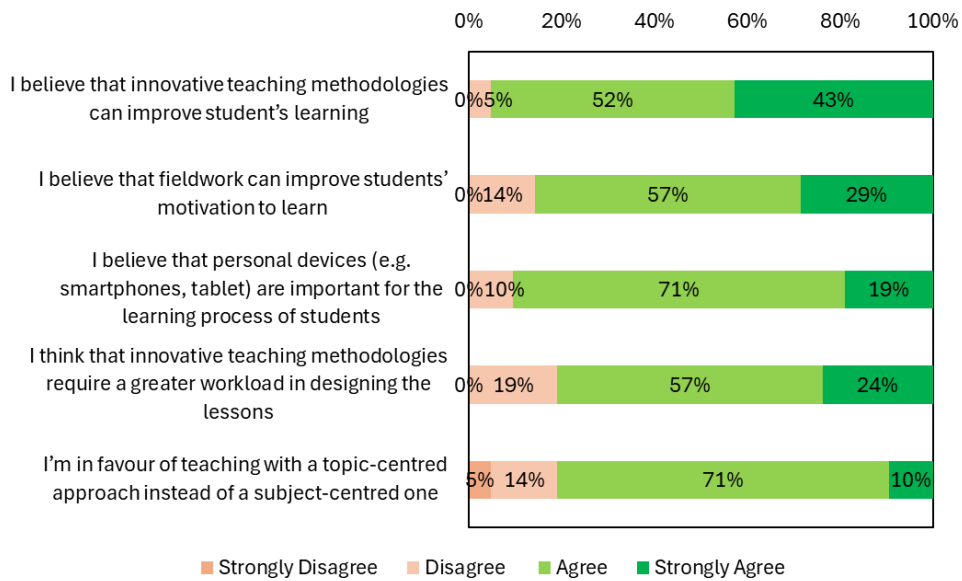 0% 20% 40% 60% 80% 100%
I believe that innovative teaching methodologies
can improve student's learning
0% 5% 52% 43%
I believe that fieldwork can improve students'
motivation to learn
0% 14% 57% 29%
I believe that personal devices (e.g.
smartphones, tablet) are important for the
learning process of students
0% 10% 71% 19%
I think that innovative teaching methodologies
require a greater workload in designing the
lessons
0% 19% 57% 24%
I'm in favour of teaching with a topic-centred
approach instead of a subject-centred one
5% 14% 71% 10%
Strongly Disagree Disagree Agree Strongly Agree